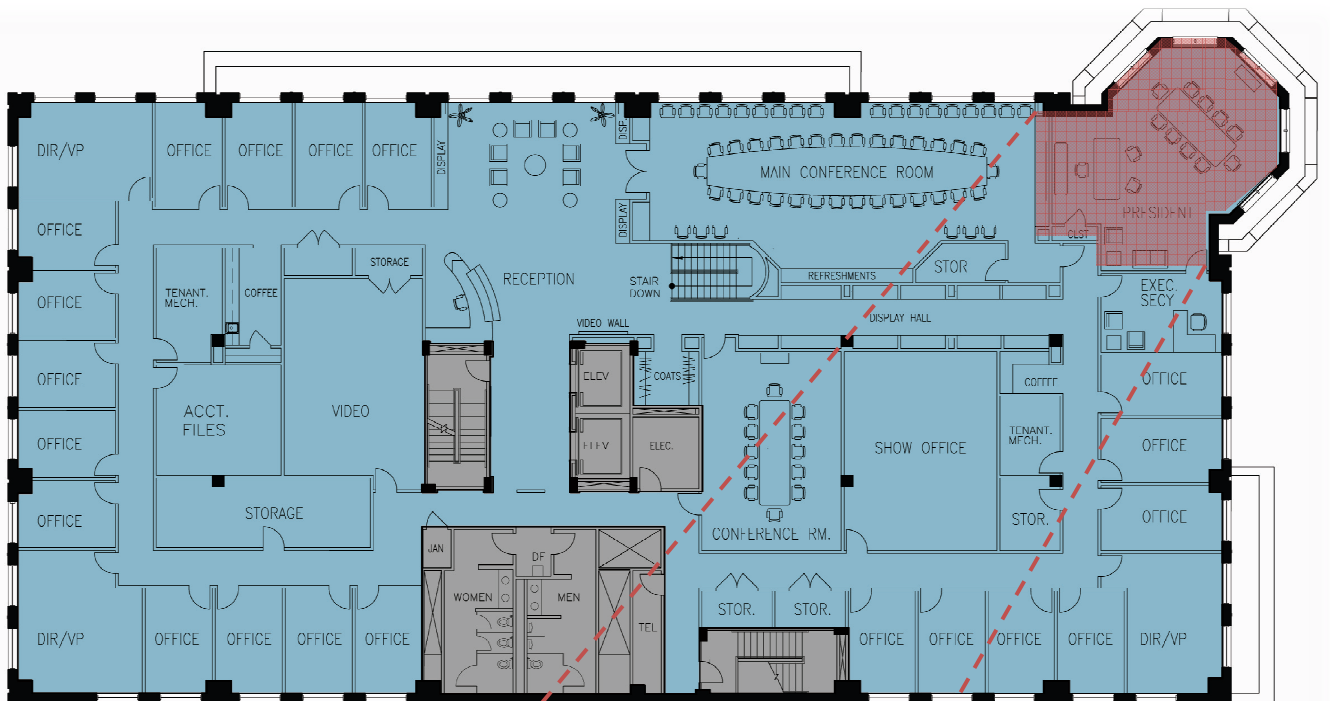 DIR/VP
OFFICE
OFFICE
OFFICE
OFFICE
DISPLAY
DISP.
MAIN CONFERENCE ROOM
PRESIDENT
CLST
OFFICE
DISPLAY
STORAGE
RECEPTION
STAIR
DOWN
REFRESHMENTS
STOR
EXEC.
SECY
OFFICE
TENANT.
MECH.
COFFEE
VIDEO WALL
DISPLAY HALL
OFFICE
ACCT.
FILES
VIDEO
ELEV
COATS
COFFEE
OFFICE
OFFICE
ELEV
ELEC.
SHOW OFFICE
TENANT.
MECH.
OFFICE
OFFICE
STORAGE
CONFERENCE RM.
STOR.
OFFICE
JAN
DF
WOMEN
MEN
TEL
STOR.
STOR.
DIR/VP
OFFICE
OFFICE
OFFICE
OFFICE
OFFICE
OFFICE
OFFICE
OFFICE
DIR/VP